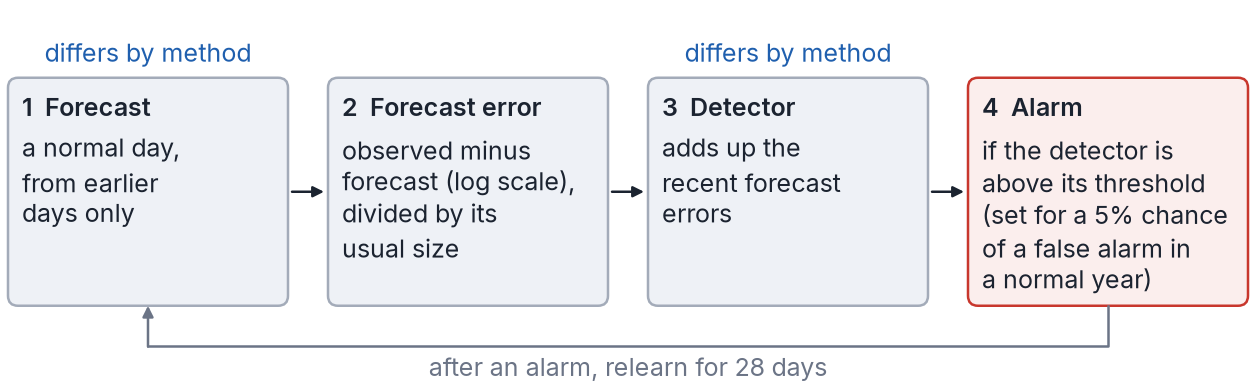 differs by method
differs by method
1 Forecast
a normal day,
from earlier
days only
2 Forecast error
observed minus
forecast (log scale),
divided by its
usual size
3 Detector
adds up the
recent forecast
errors
4 Alarm
if the detector is
above its threshold
(set for a 5% chance
of a false alarm in
a normal year)
after an alarm, relearn for 28 days